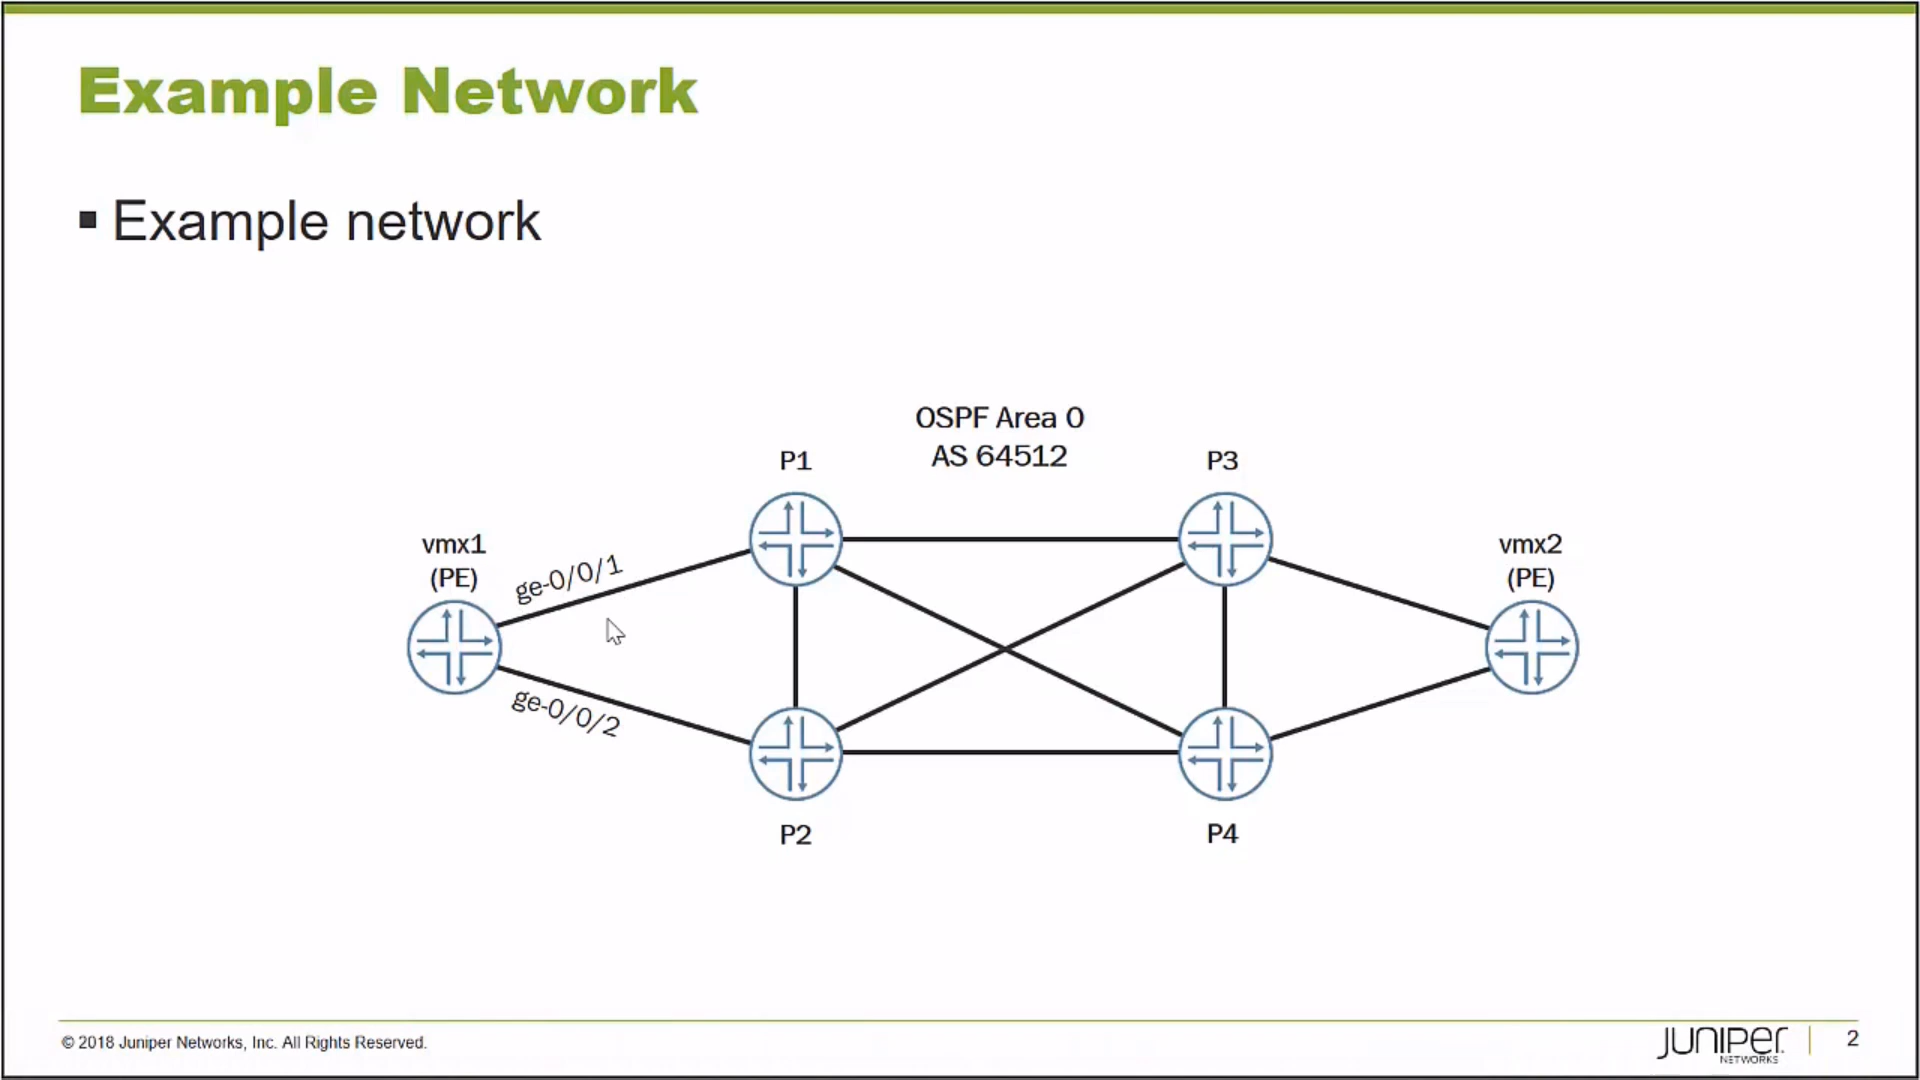 Example Network
Example network
OSPF Area 0
AS 64512
P1
P3
vmx1
(PE)
ge-0/0/1
vmx2
(PE)
ge-0/0/2
P2
P4
© 2018 Juniper Networks, Inc. All Rights Reserved.
JUNIPEr
NETWORKS
2